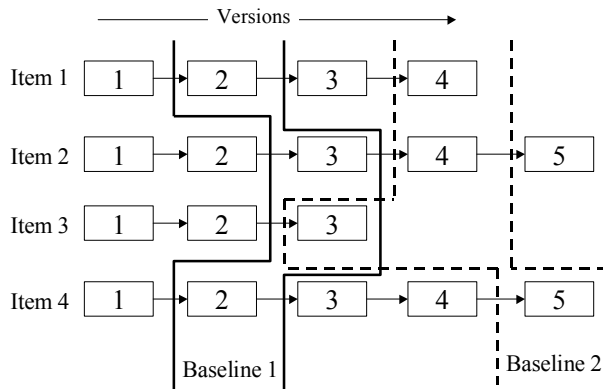 Versions
Item 1 1 2 3 4
Item 2 1 2 3 4 5
Item 3 1 2 3
Item 4 1 2 3 4 5
Baseline 1 Baseline 2